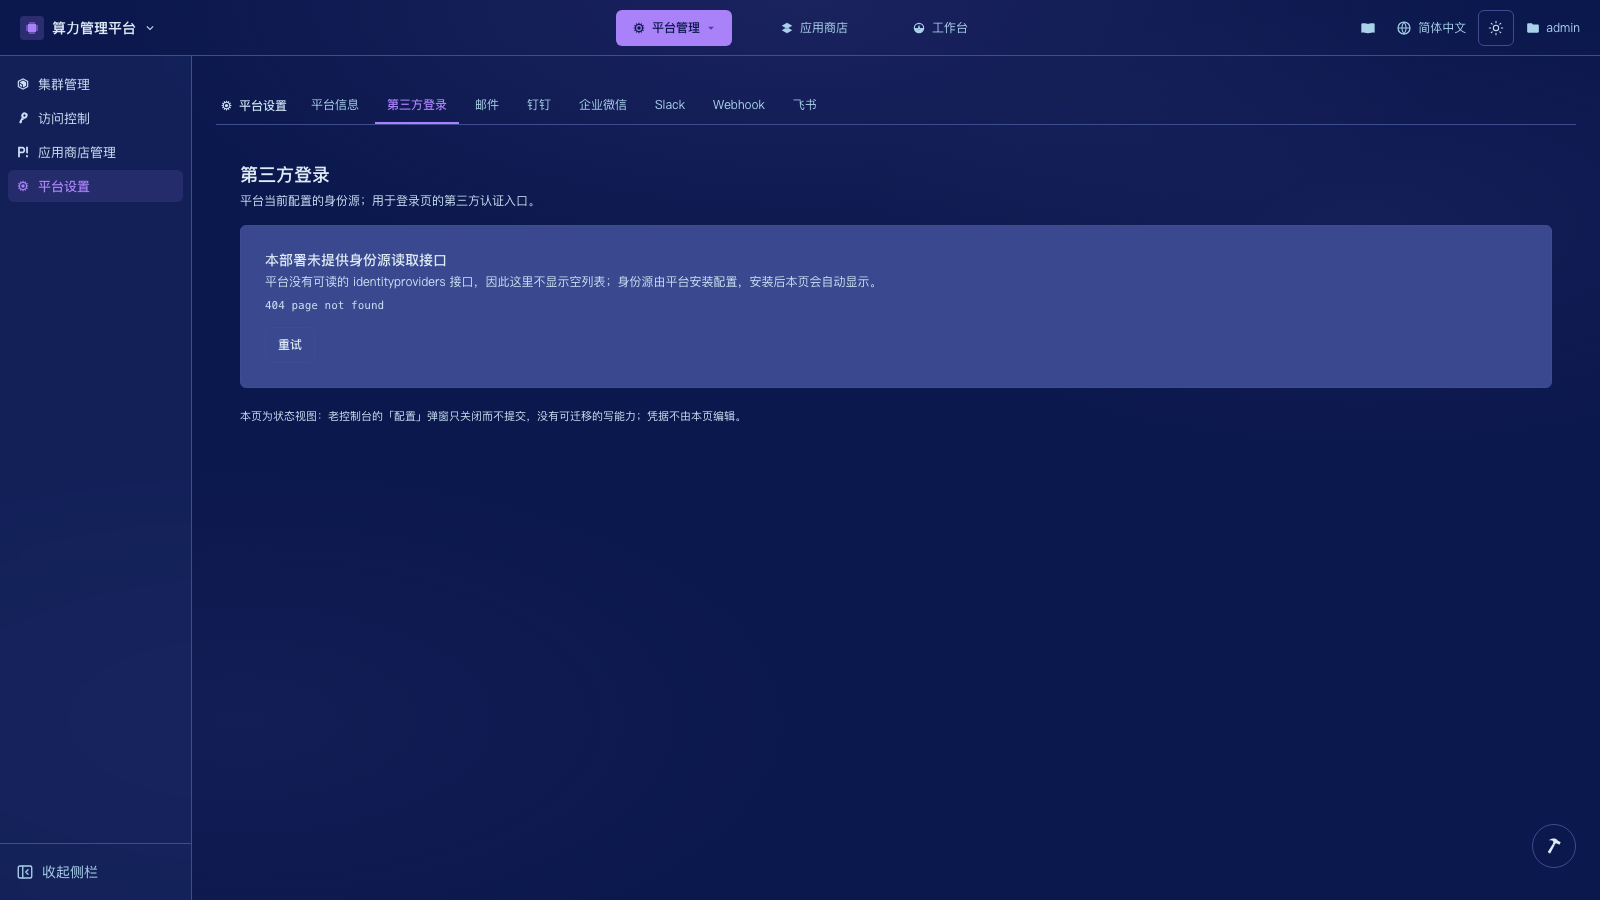 算力管理平台
平台管理
应用商店
工作台
简体中文
admin
集群管理
访问控制
应用商店管理
平台设置
收起侧栏
平台设置 平台信息 第三方登录 邮件 钉钉 企业微信 Slack Webhook 飞书
第三方登录
平台当前配置的身份源；用于登录页的第三方认证入口。
本部署未提供身份源读取接口
平台没有可读的 identityproviders 接口，因此这里不显示空列表；身份源由平台安装配置，安装后本页会自动显示。
404 page not found
重试
本页为状态视图：老控制台的「配置」弹窗只关闭而不提交，没有可迁移的写能力；凭据不由本页编辑。